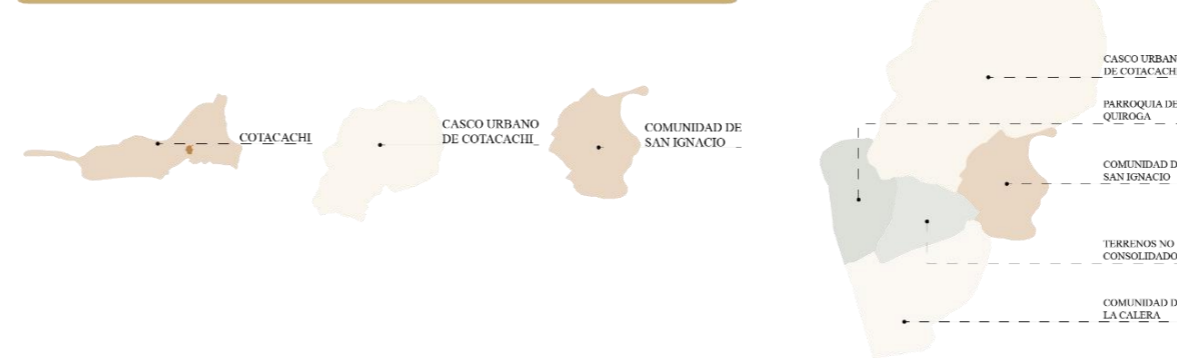 COTACACHI
CASCO URBANO
DE COTACACHI
COMUNIDAD DE
SAN IGNACIO
CASCO URBAN
DE COTACACHI
PARROQUIA DE
QUIROGA
COMUNIDAD D
SAN IGNACIO
TERRENOS NO
CONSOLIDADO
COMUNIDAD D
LA CALERA